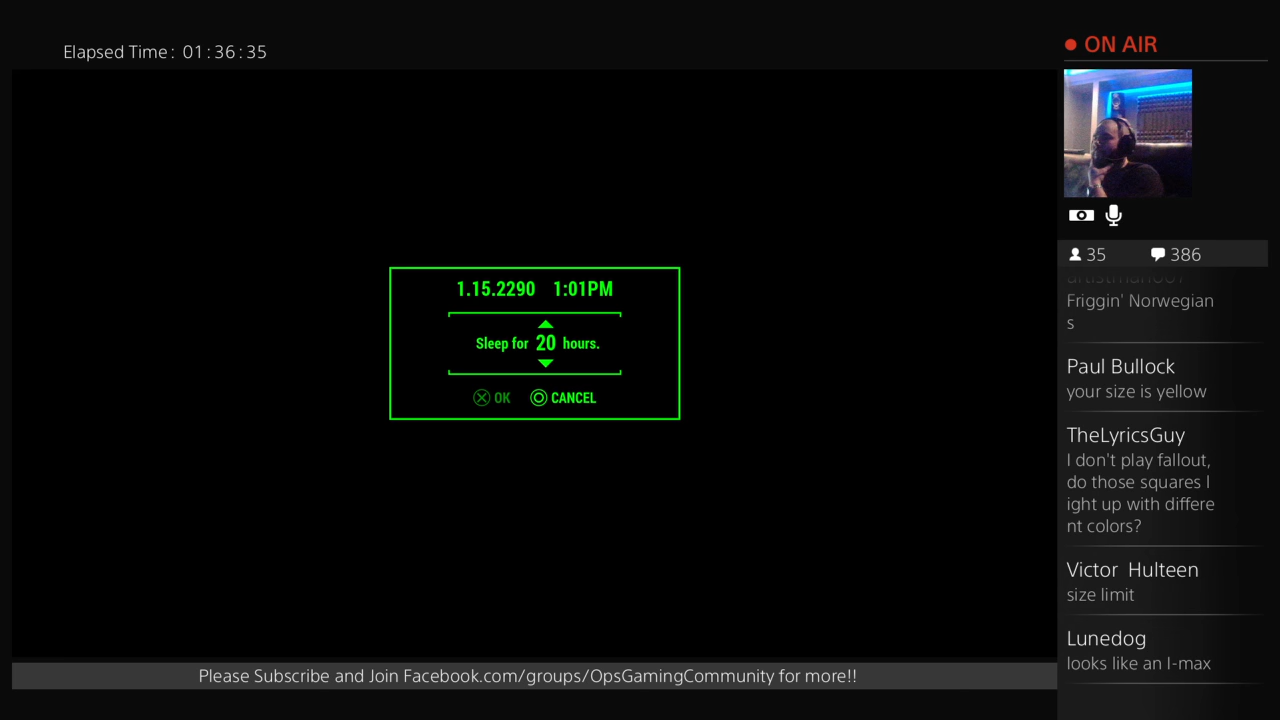 Elapsed Time: 01:36:35
ON AIR
35 386
Friggin' Norwegian
s
Paul Bullock
your size is yellow
TheLyricsGuy
I don't play fallout,
do those squares l
ight up with differe
nt colors?
Victor Hulteen
size limit
Lunedog
looks like an I-max
1.15.2290 1:01PM
Sleep for 20 hours.
OK CANCEL
Please Subscribe and Join Facebook.com/groups/OpsGamingCommunity for more!!